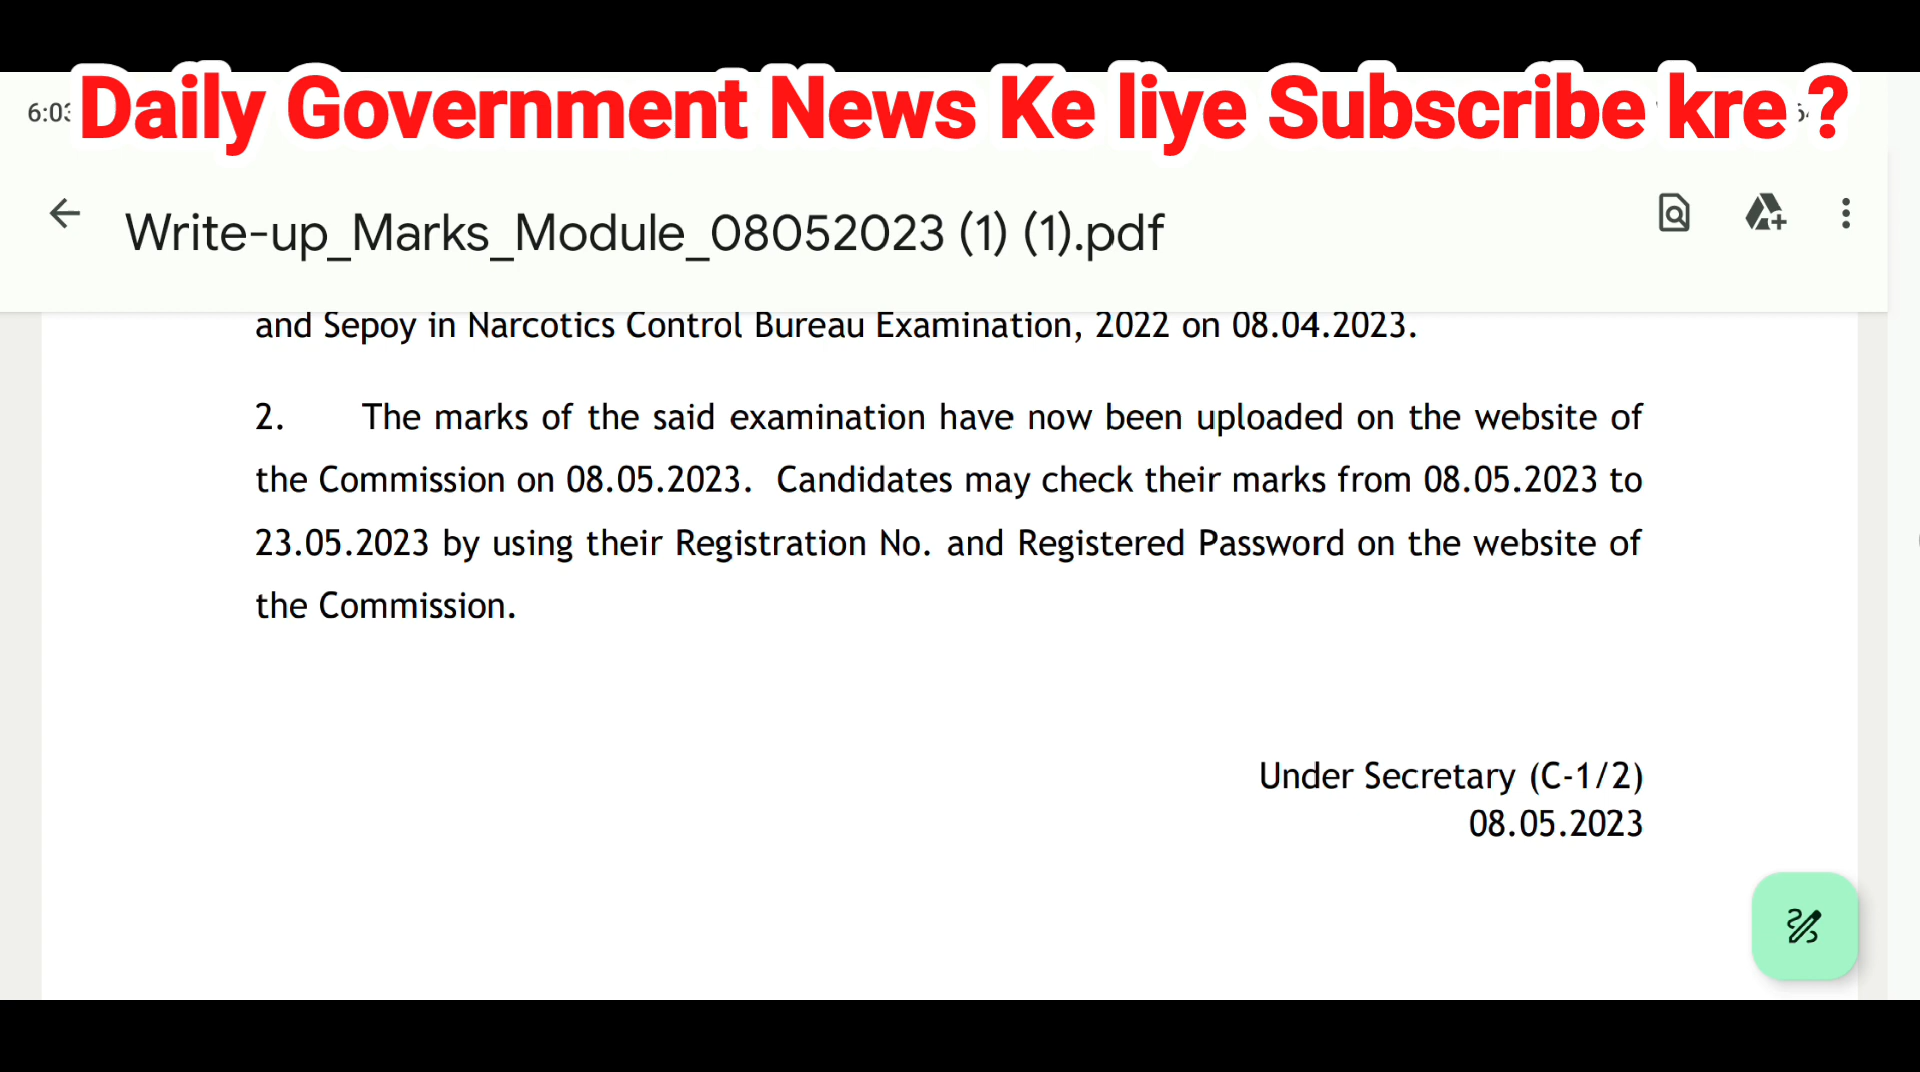 Daily Government News Ke liye Subscribe kre ?
6:03
Write-up_Marks_Module_08052023 (1) (1).pdf
and Sepoy in Narcotics Control Bureau Examination, 2022 on 08.04.2023.
2. The marks of the said examination have now been uploaded on the website of
the Commission on 08.05.2023. Candidates may check their marks from 08.05.2023 to
23.05.2023 by using their Registration No. and Registered Password on the website of
the Commission.
Under Secretary (C-1/2)
08.05.2023